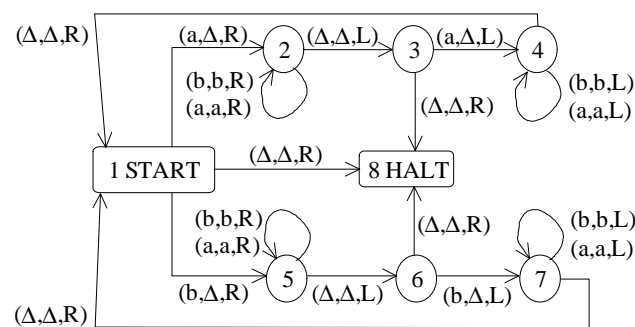 (Δ,Δ,R) (a,Δ,R) 2 (Δ,Δ,L) 3 (a,Δ,L) 4
(b,b,R) (b,b,L)
(a,a,R) (Δ,Δ,R) (a,a,L)
1 START (Δ,Δ,R) 8 HALT
(b,b,R) (Δ,Δ,R) (b,b,L)
(a,a,R) (a,a,L)
(Δ,Δ,R) (b,Δ,R) 5 (Δ,Δ,L) 6 (b,Δ,L) 7